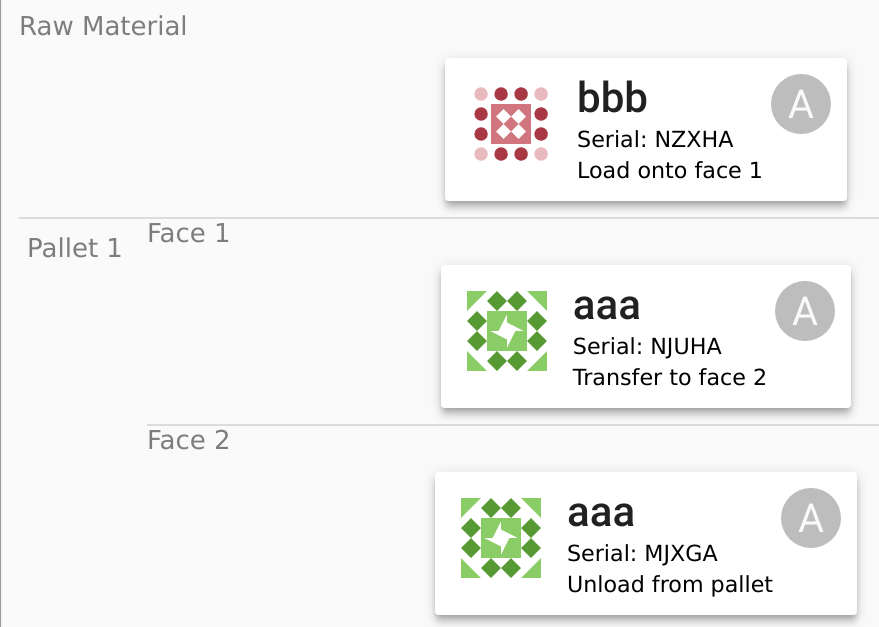 Raw Material
bbb
A
Serial: NZXHA
Load onto face 1
Pallet 1
Face 1
aaa
A
Serial: NJUHA
Transfer to face 2
Face 2
aaa
A
Serial: MJXGA
Unload from pallet